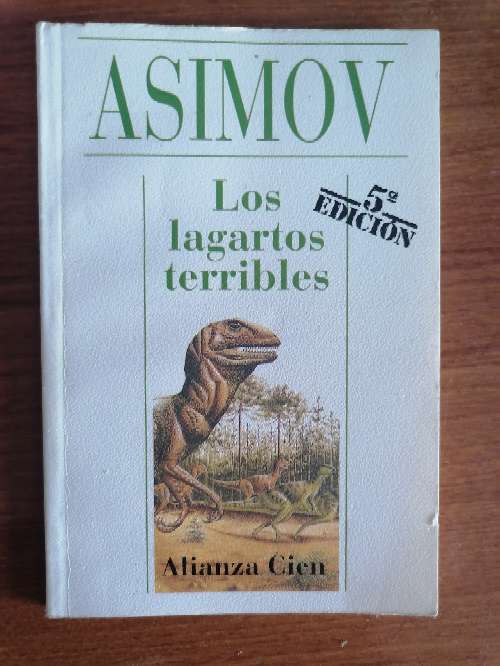 ASIMOV
Los
lagartos
terribles
5ª
EDICIÓN
Alianza Cien